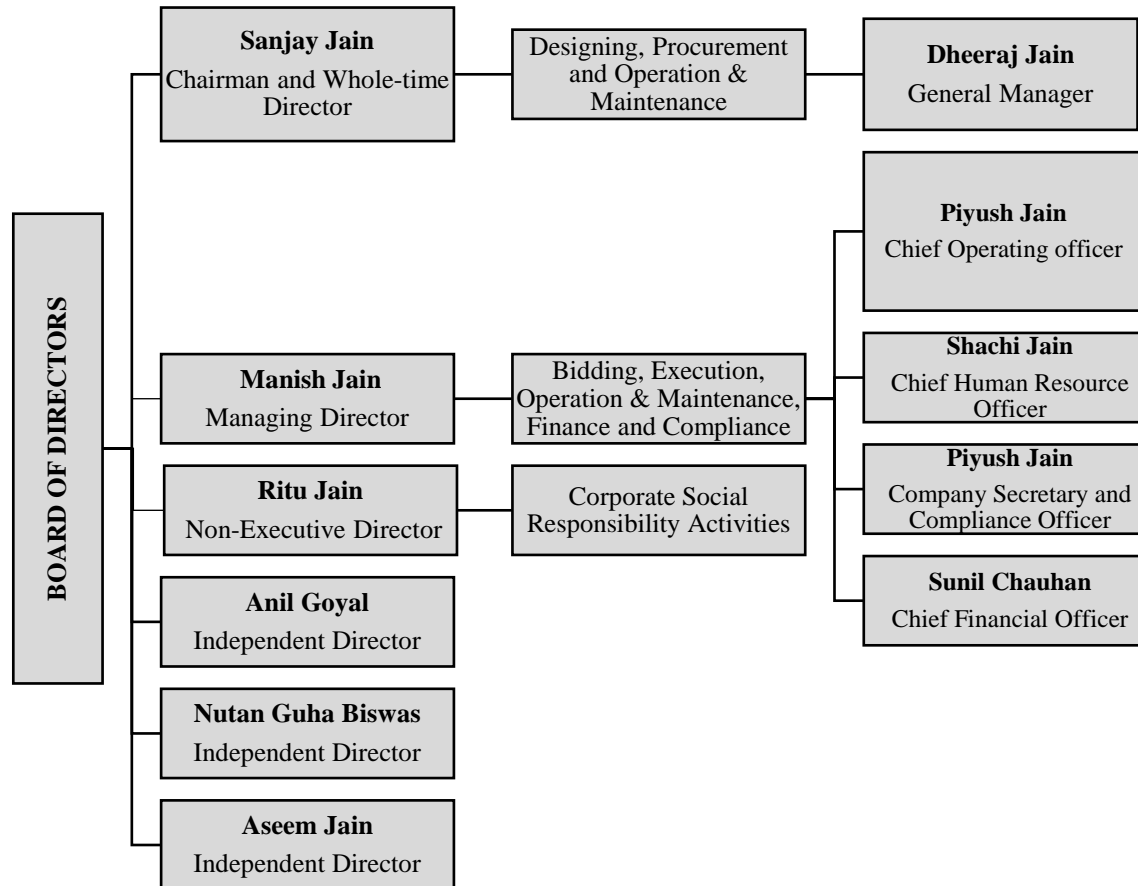 BOARD OF DIRECTORS
Sanjay Jain
Chairman and Whole-time
Director
Designing, Procurement
and Operation &
Maintenance
Dheeraj Jain
General Manager
Manish Jain
Managing Director
Bidding, Execution,
Operation & Maintenance,
Finance and Compliance
Piyush Jain
Chief Operating officer
Shachi Jain
Chief Human Resource
Officer
Piyush Jain
Company Secretary and
Compliance Officer
Sunil Chauhan
Chief Financial Officer
Ritu Jain
Non-Executive Director
Corporate Social
Responsibility Activities
Anil Goyal
Independent Director
Nutan Guha Biswas
Independent Director
Aseem Jain
Independent Director